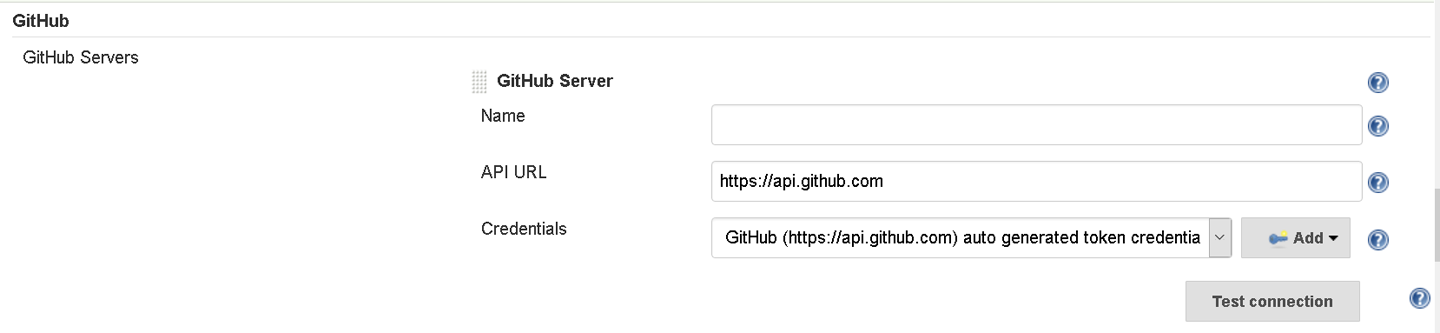 GitHub
GitHub Servers
GitHub Server
Name
API URL
https://api.github.com
Credentials
GitHub (https://api.github.com) auto generated token credentia
Add
Test connection